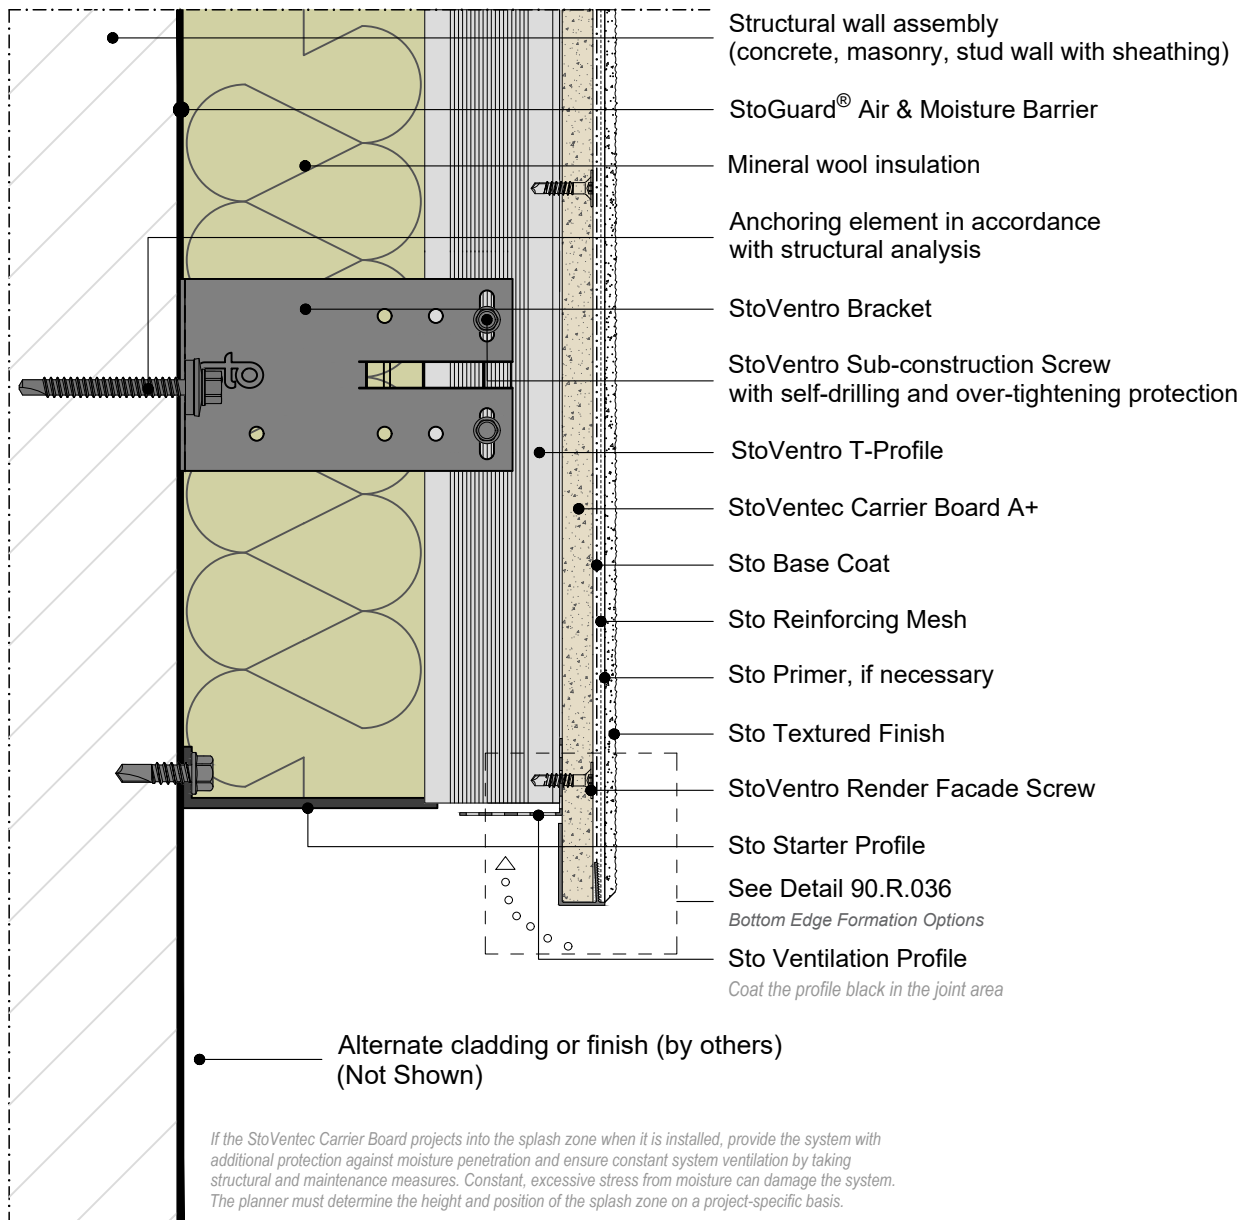 Structural wall assembly
(concrete, masonry, stud wall with sheathing)
StoGuard® Air & Moisture Barrier
Mineral wool insulation
Anchoring element in accordance
with structural analysis
StoVentro Bracket
StoVentro Sub-construction Screw
with self-drilling and over-tightening protection
sto
StoVentro T-Profile
StoVentec Carrier Board A+
Sto Base Coat
Sto Reinforcing Mesh
Sto Primer, if necessary
Sto Textured Finish
StoVentro Render Facade Screw
Sto Starter Profile
See Detail 90.R.036
Bottom Edge Formation Options
Sto Ventilation Profile
Coat the profile black in the joint area
Alternate cladding or finish (by others)
(Not Shown)
If the StoVentec Carrier Board projects into the splash zone when it is installed, provide the system with
additional protection against moisture penetration and ensure constant system ventilation by taking
structural and maintenance measures. Constant, excessive stress from moisture can damage the system.
The planner must determine the height and position of the splash zone on a project-specific basis.